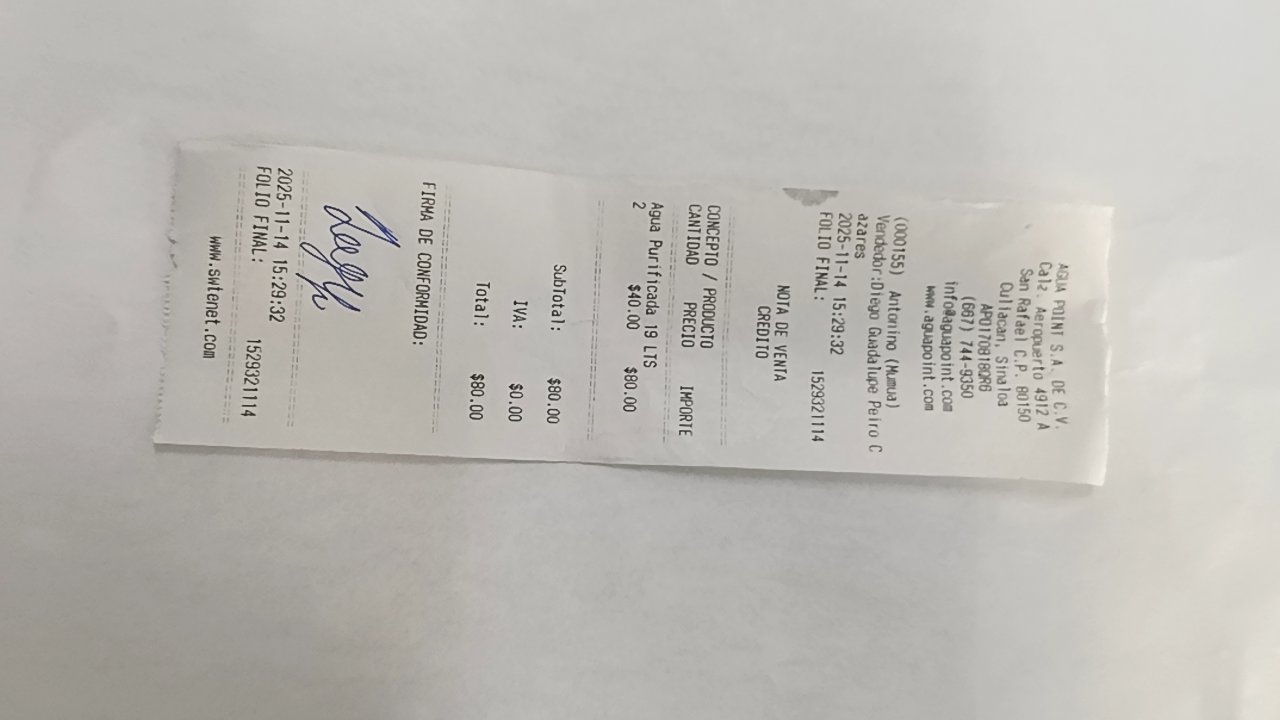 AGUA POINT S.A. DE C.V.
Calz. Aeropuerto 4912 A
San Rafael C.P. 80150
Culiacan, Sinaloa
APO170818QR6
(667) 744-9350
info@aguapoint.com
www.aguapoint.com
(000155) Antonino (Mumua)
Vendedor:Diego Guadalupe Peiro C
azares
2025-11-14 15:29:32
FOLIO FINAL: 1529321114
NOTA DE VENTA
CREDITO
CONCEPTO / PRODUCTO
CANTIDAD PRECIO IMPORTE
Agua Purificada 19 LTS
2 $40.00 $80.00
SubTotal: $80.00
IVA: $0.00
Total: $80.00
FIRMA DE CONFORMIDAD:
2025-11-14 15:29:32
FOLIO FINAL: 1529321114
www.swtenet.com